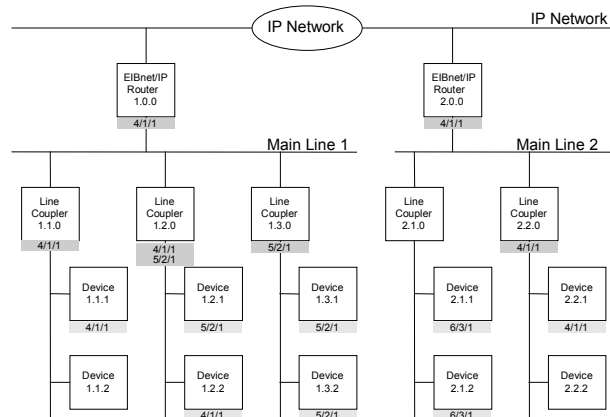 IP Network
IP Network
EIBnet/IP
Router
1.0.0
4/1/1
EIBnet/IP
Router
2.0.0
4/1/1
Main Line 1
Main Line 2
Line
Coupler
1.1.0
4/1/1
Line
Coupler
1.2.0
4/1/1
5/2/1
Line
Coupler
1.3.0
5/2/1
Line
Coupler
2.1.0
Line
Coupler
2.2.0
4/1/1
Device
1.1.1
4/1/1
Device
1.2.1
5/2/1
Device
1.3.1
5/2/1
Device
2.1.1
6/3/1
Device
2.2.1
4/1/1
Device
1.1.2
Device
1.2.2
4/1/1
Device
1.3.2
5/2/1
Device
2.1.2
6/3/1
Device
2.2.2